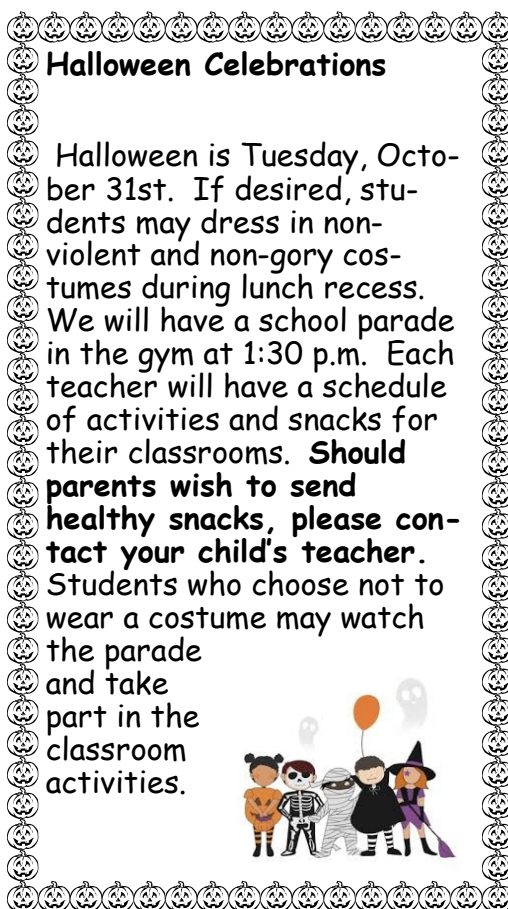 Halloween Celebrations
Halloween is Tuesday, Octo-
ber 31st.  If desired, stu-
dents may dress in non-
violent and non-gory cos-
tumes during lunch recess.
We will have a school parade
in the gym at 1:30 p.m.  Each
teacher will have a schedule
of activities and snacks for
their classrooms.  Should
parents wish to send
healthy snacks, please con-
tact your child's teacher.
Students who choose not to
wear a costume may watch
the parade
and take
part in the
classroom
activities.